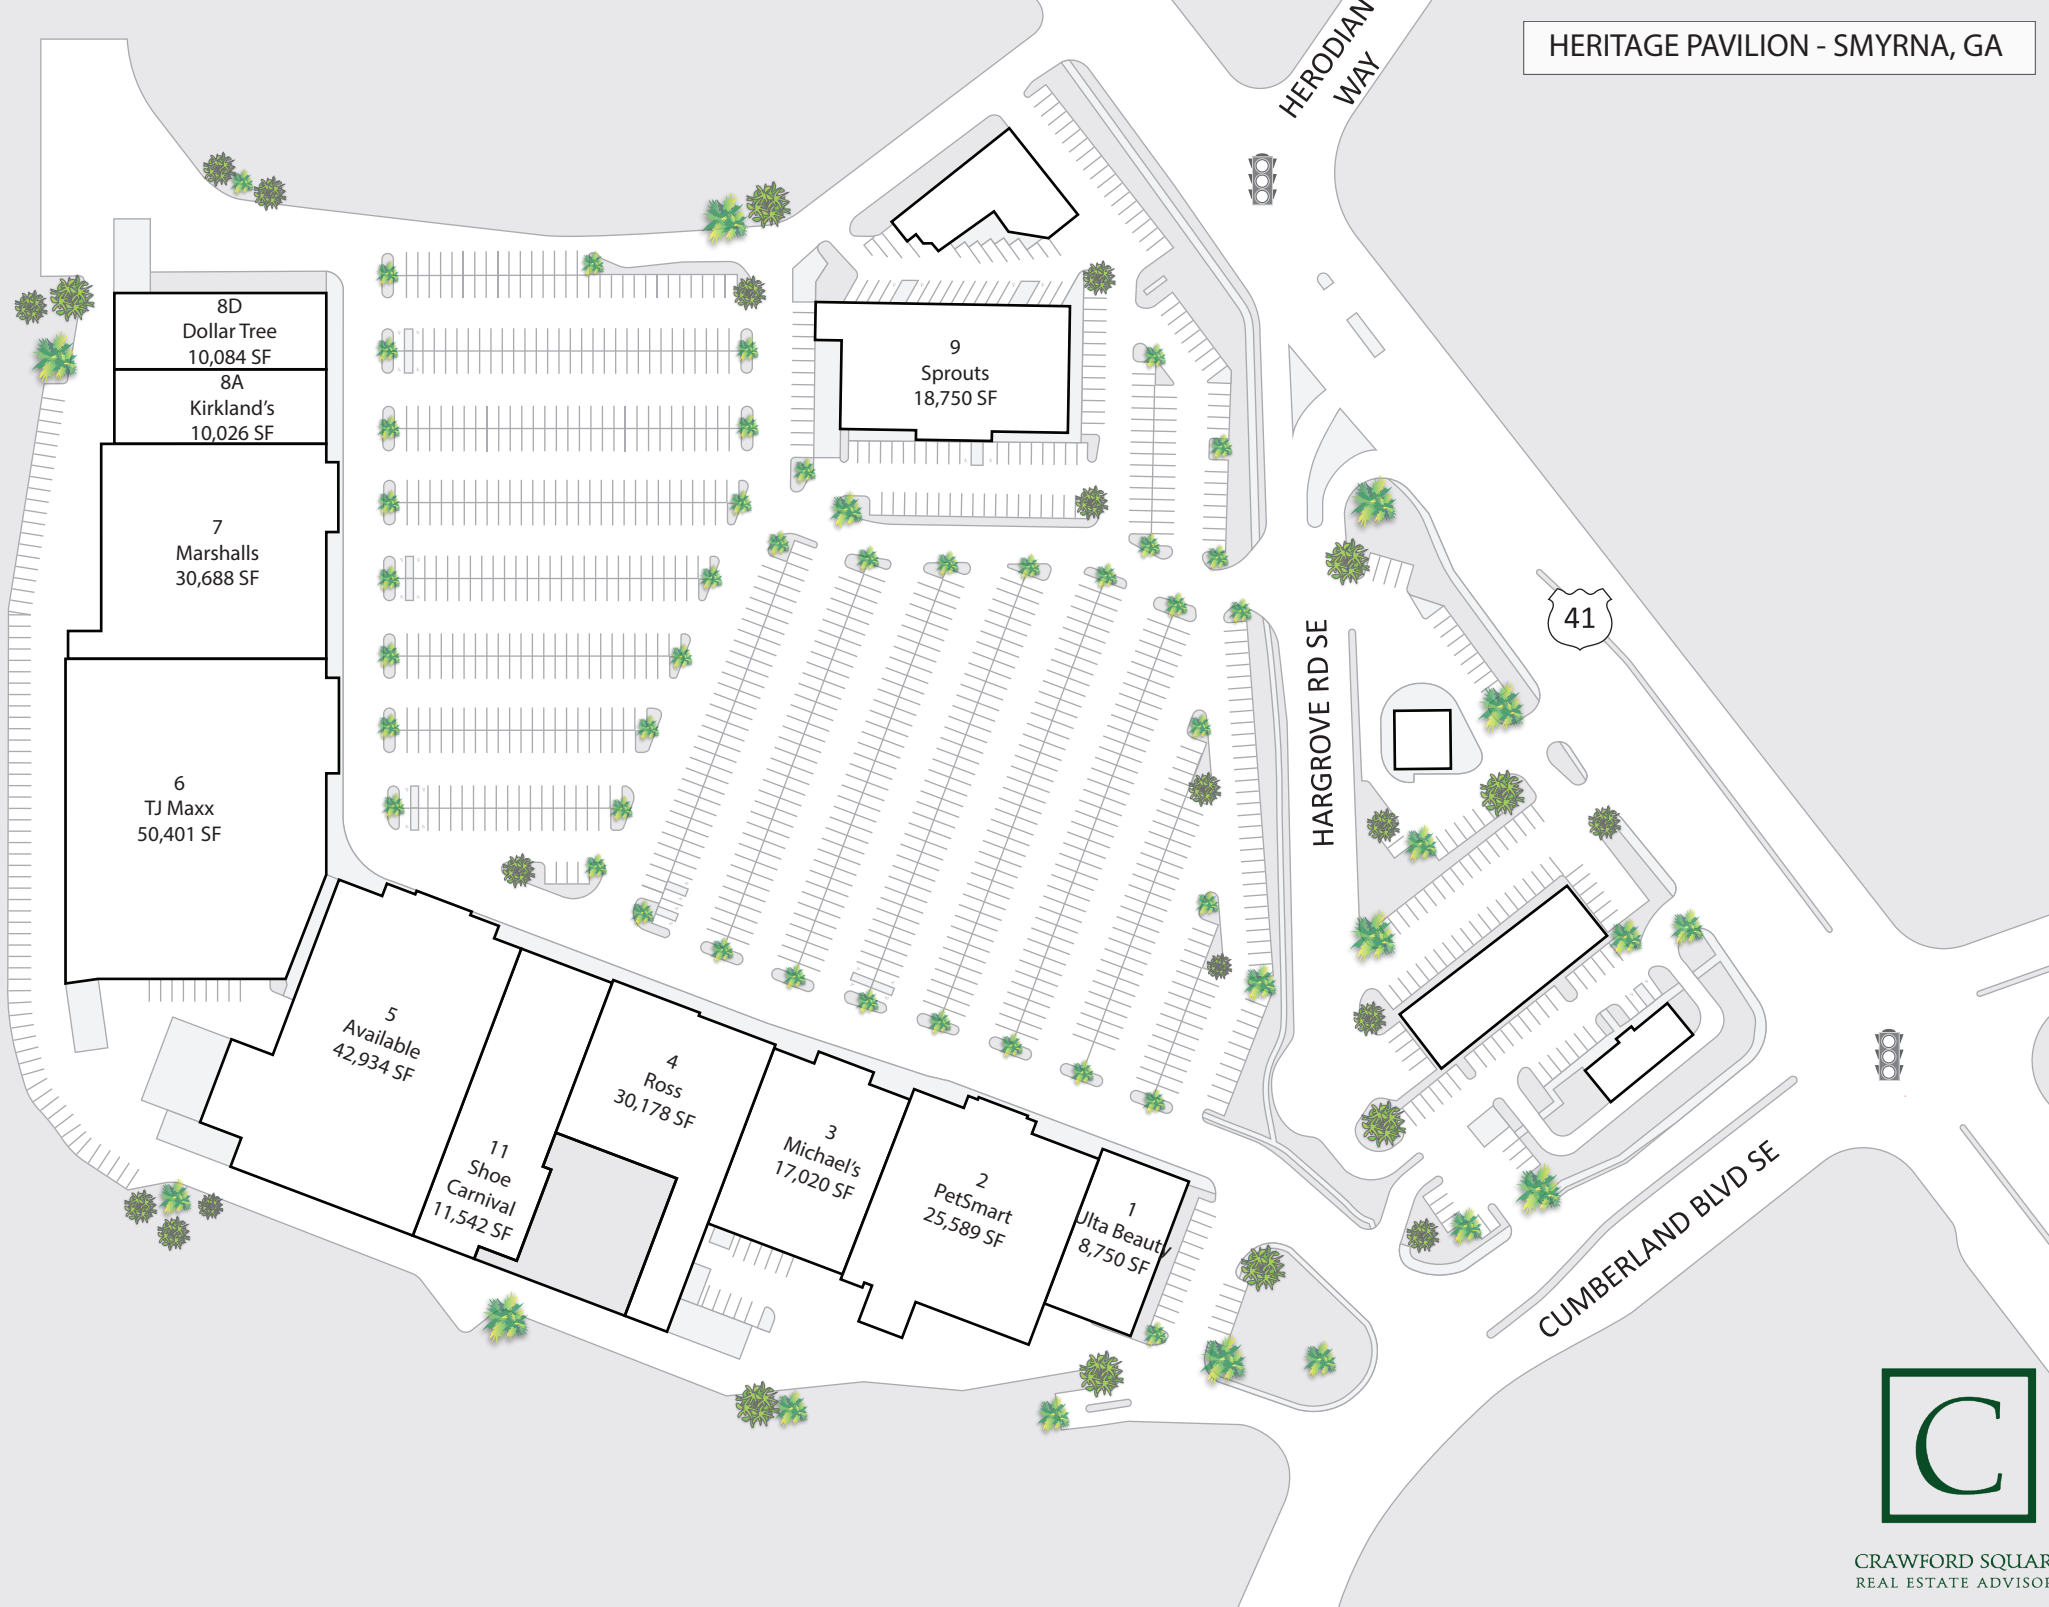 HERITAGE PAVILION - SMYRNA, GA
HERODIAN
WAY
8D
Dollar Tree
10,084 SF
8A
Kirkland's
10,026 SF
9
Sprouts
18,750 SF
7
Marshalls
30,688 SF
41
HARGROVE RD SE
6
TJ Maxx
50,401 SF
5
Available
42,934 SF
11
Shoe
Carnival
11,542 SF
4
Ross
30,178 SF
3
Michael's
17,020 SF
2
PetSmart
25,589 SF
1
Ulta Beauty
8,750 SF
CUMBERLAND BLVD SE
C
CRAWFORD SQUAR
REAL ESTATE ADVISOR